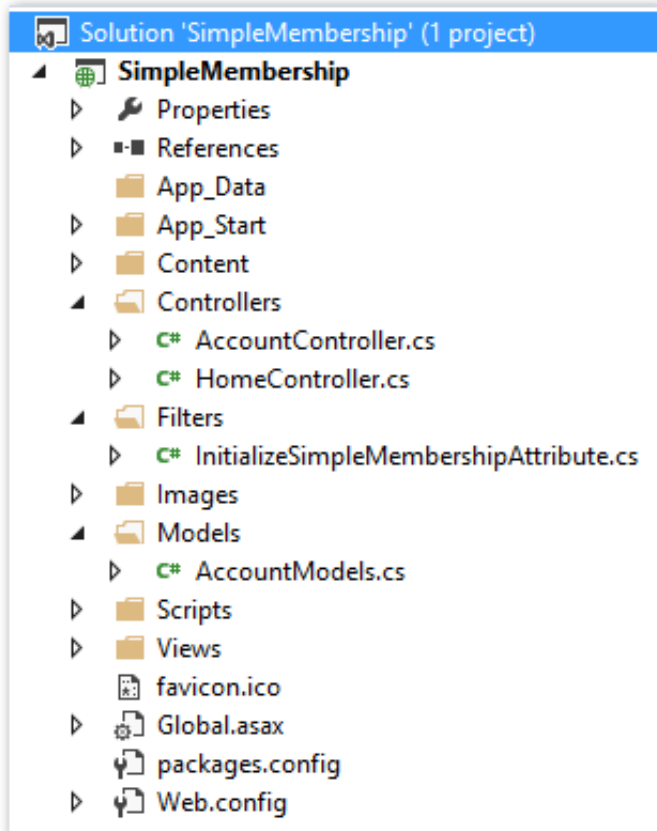 Solution 'SimpleMembership' (1 project)
SimpleMembership
Properties
References
App_Data
App_Start
Content
Controllers
C# AccountController.cs
C# HomeController.cs
Filters
C# InitializeSimpleMembershipAttribute.cs
Images
Models
C# AccountModels.cs
Scripts
Views
favicon.ico
Global.asax
packages.config
Web.config